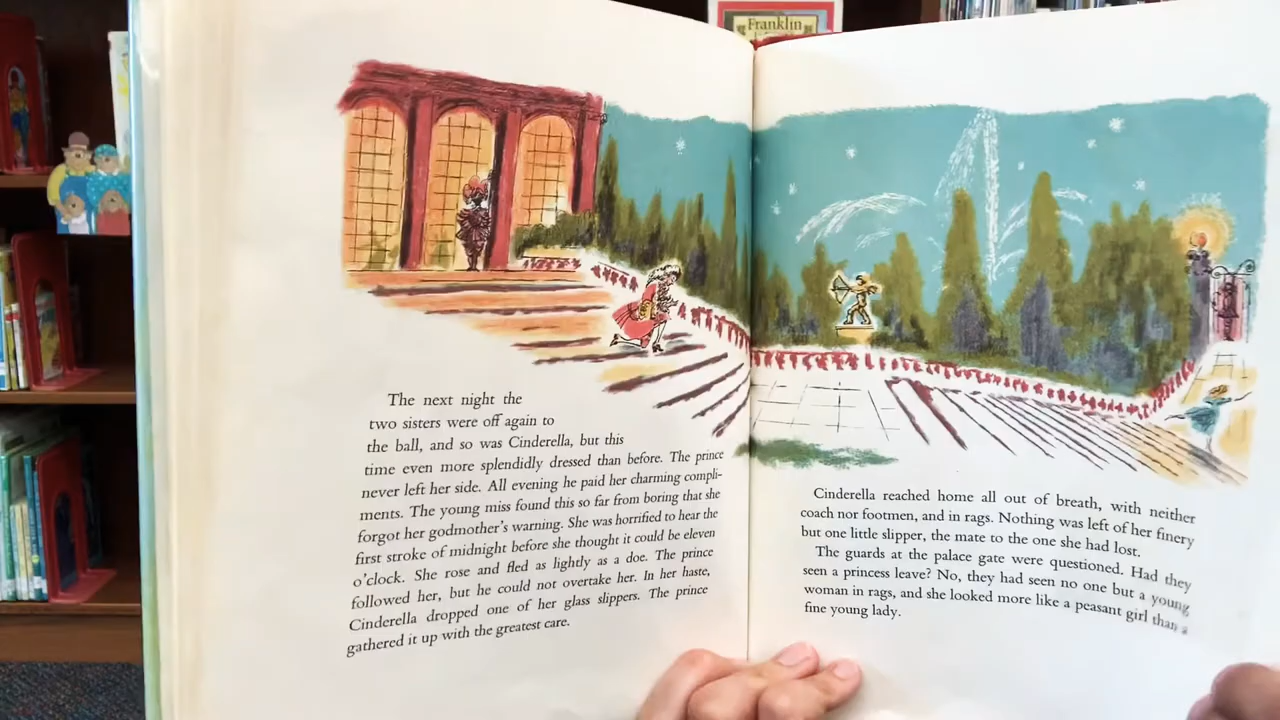 Franklin
The next night the
two sisters were off again to
the ball, and so was Cinderella, but this
time even more splendidly dressed than before. The prince
never left her side. All evening he paid her charming compli-
ments. The young miss found this so far from boring that she
forgot her godmother's warning. She was horrified to hear the
first stroke of midnight before she thought it could be eleven
o'clock. She rose and fled as lightly as a doe. The prince
followed her, but he could not overtake her. In her haste,
Cinderella dropped one of her glass slippers. The prince
gathered it up with the greatest care.
Cinderella reached home all out of breath, with neither
coach nor footmen, and in rags. Nothing was left of her finery
but one little slipper, the mate to the one she had lost.
The guards at the palace gate were questioned. Had they
seen a princess leave? No, they had seen no one but a young
woman in rags, and she looked more like a peasant girl than a
fine young lady.